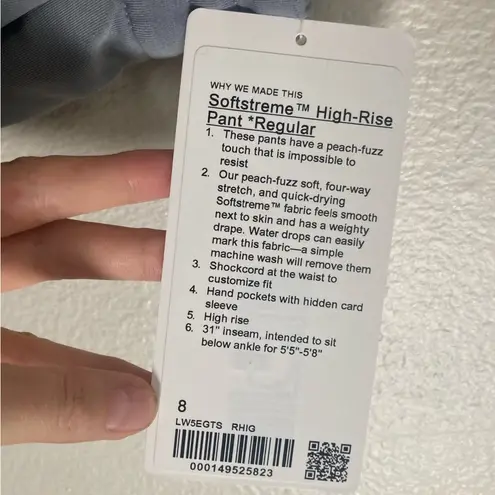 WHY WE MADE THIS
Softstreme™ High-Rise
Pant *Regular
1. These pants have a peach-fuzz
touch that is impossible to
resist
2. Our peach-fuzz soft, four-way
stretch, and quick-drying
Softstreme™ fabric feels smooth
next to skin and has a weighty
drape. Water drops can easily
mark this fabric—a simple
machine wash will remove them
3. Shockcord at the waist to
customize fit
4. Hand pockets with hidden card
sleeve
5. High rise
6. 31" inseam, intended to sit
below ankle for 5'5"-5'8"
8
LW5EGTS RHIG
000149525823